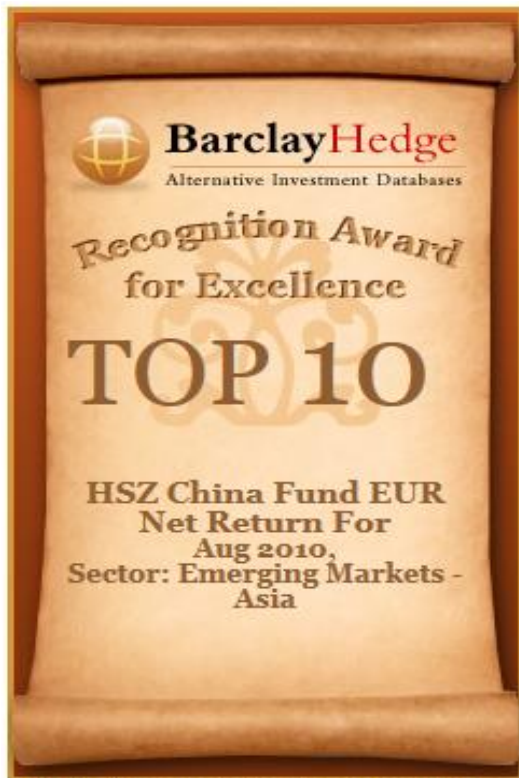 BarclayHedge
Alternative Investment Databases
Recognition Award
for Excellence
TOP 10
HSZ China Fund EUR
Net Return For
Aug 2010,
Sector: Emerging Markets -
Asia